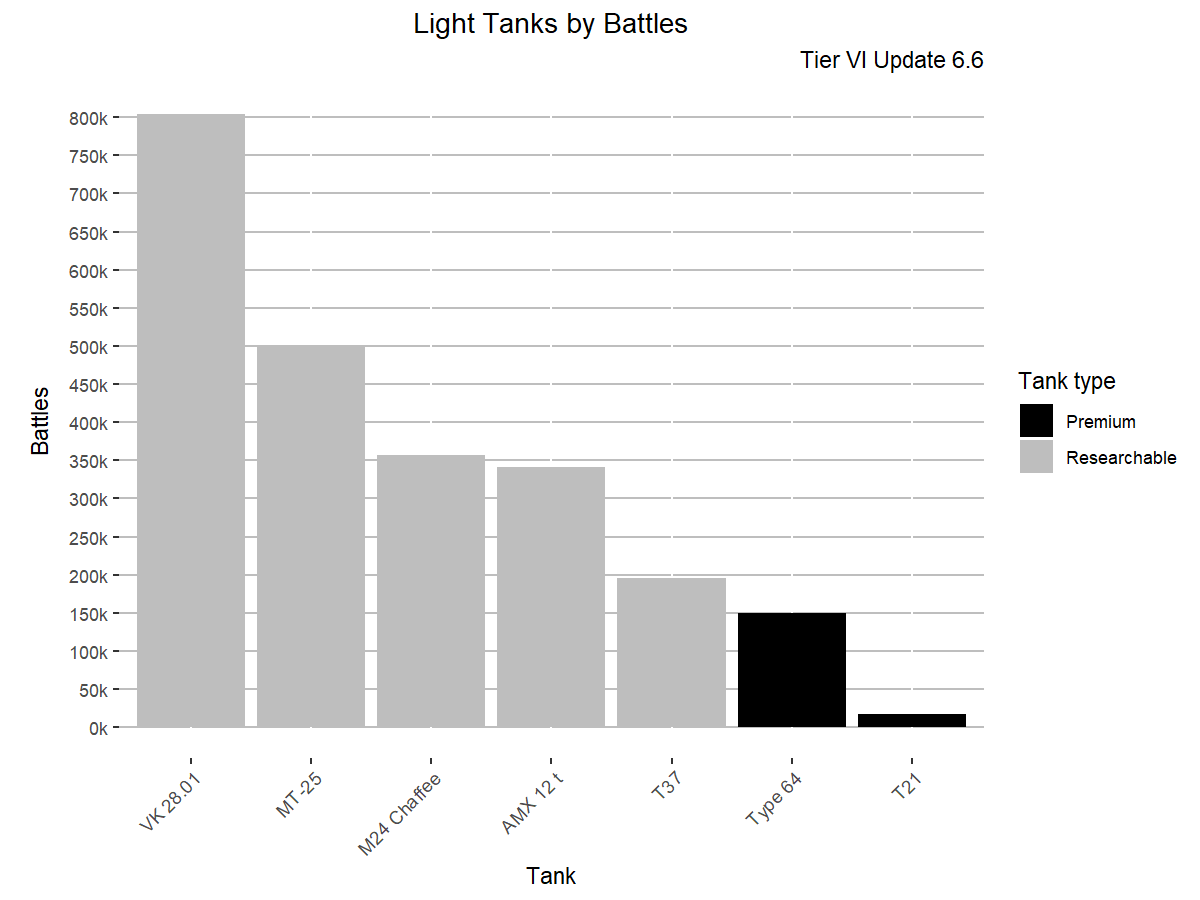 Light Tanks by Battles
Tier VI Update 6.6
800k
750k
700k
650k
600k
550k
500k
450k
400k
350k
300k
250k
200k
150k
100k
50k
0k
Battles
VK 28.01
MT-25
M24 Chaffee
AMX 12 t
T37
Type 64
T21
Tank
Tank type
Premium
Researchable